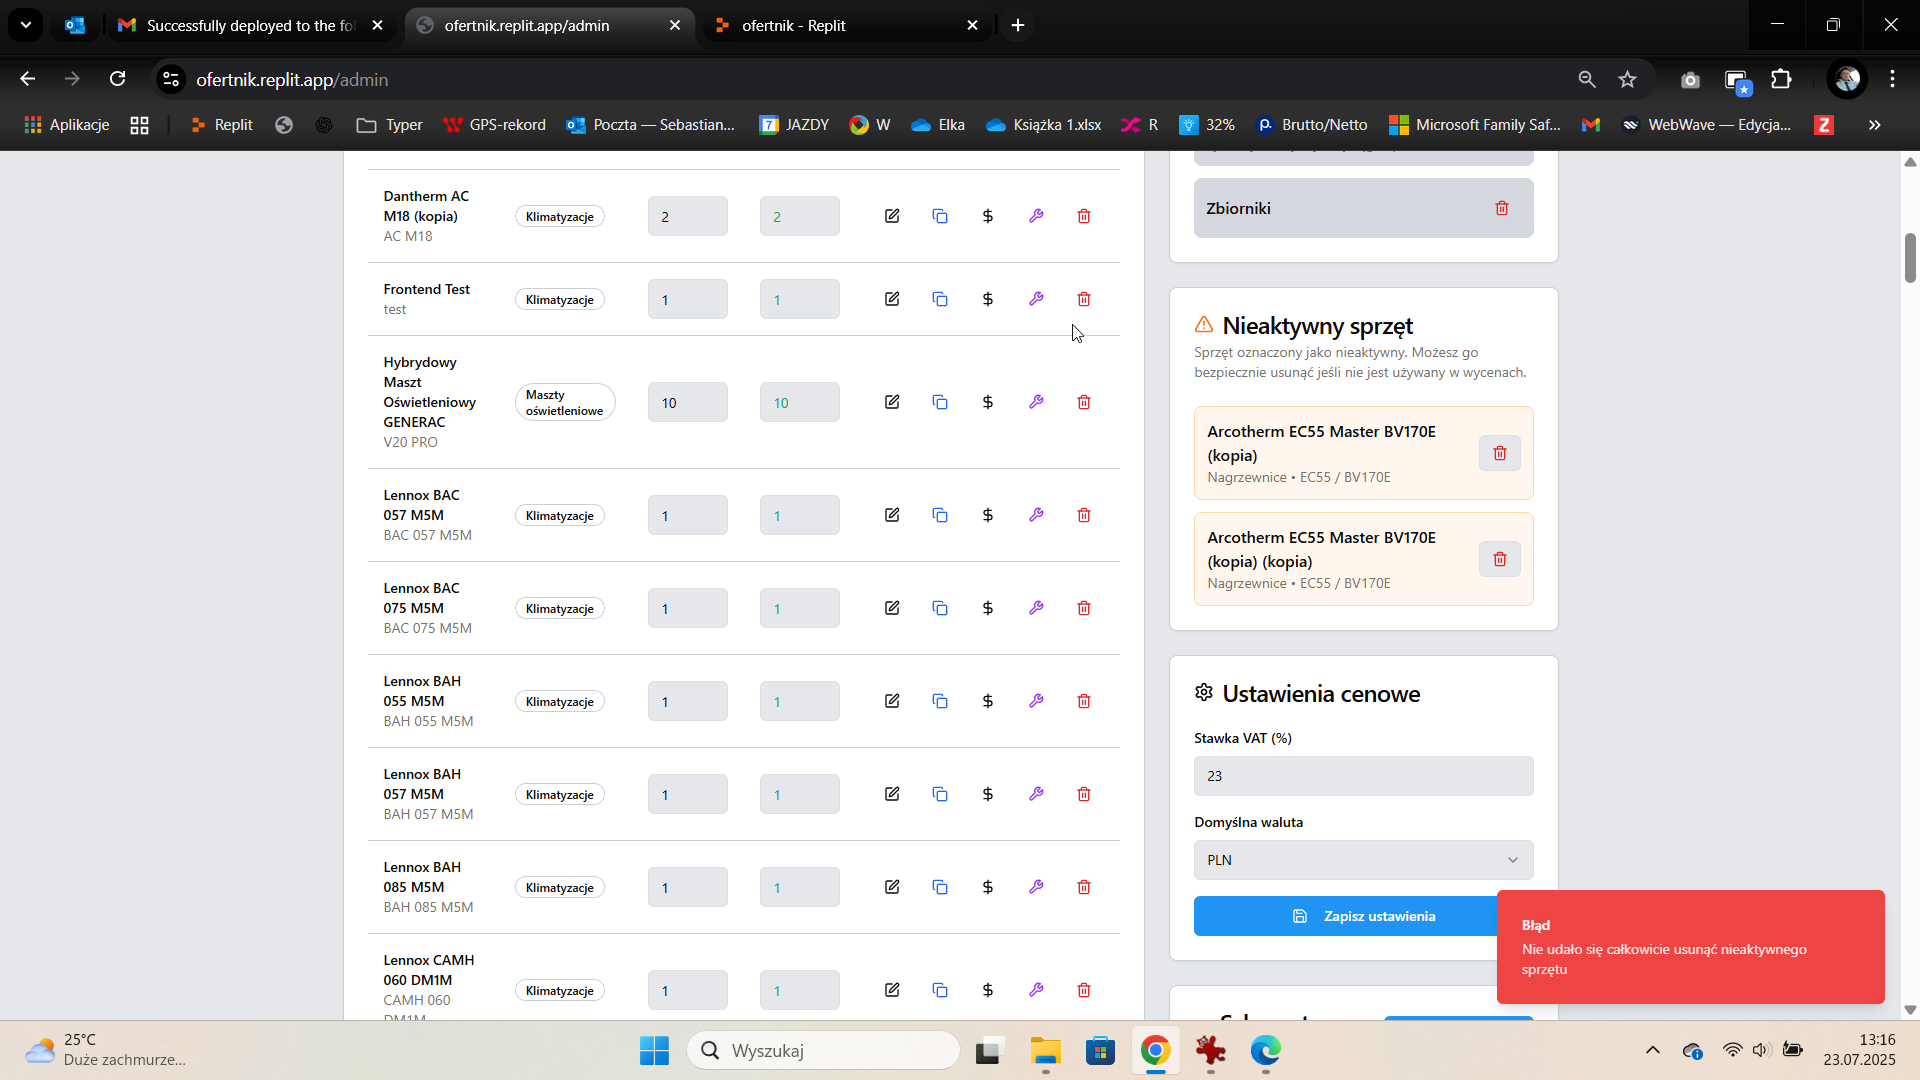 Successfully deployed to the fo
ofertnik.replit.app/admin
ofertnik - Replit
ofertnik.replit.app/admin
Aplikacje
Replit
Typer
GPS-rekord
Poczta — Sebastian...
7
JAZDY
W
Elka
Książka 1.xlsx
R
32%
Brutto/Netto
Microsoft Family Saf...
WebWave — Edycja...
Z
»
Dantherm AC
M18 (kopia)
AC M18
Klimatyzacje
2
2
Frontend Test
test
Klimatyzacje
1
1
Hybrydowy
Maszt
Oświetleniowy
GENERAC
V20 PRO
Maszty
oświetleniowe
10
10
Lennox BAC
057 M5M
BAC 057 M5M
Klimatyzacje
1
1
Lennox BAC
075 M5M
BAC 075 M5M
Klimatyzacje
1
1
Lennox BAH
055 M5M
BAH 055 M5M
Klimatyzacje
1
1
Lennox BAH
057 M5M
BAH 057 M5M
Klimatyzacje
1
1
Lennox BAH
085 M5M
BAH 085 M5M
Klimatyzacje
1
1
Lennox CAMH
060 DM1M
CAMH 060
DM1M
Klimatyzacje
1
1
Zbiorniki
Nieaktywny sprzęt
Sprzęt oznaczony jako nieaktywny. Możesz go
bezpiecznie usunąć jeśli nie jest używany w wycenach.
Arcotherm EC55 Master BV170E
(kopia)
Nagrzewnice • EC55 / BV170E
Arcotherm EC55 Master BV170E
(kopia) (kopia)
Nagrzewnice • EC55 / BV170E
Ustawienia cenowe
Stawka VAT (%)
23
Domyślna waluta
PLN
Zapisz ustawienia
Błąd
Nie udało się całkowicie usunąć nieaktywnego
sprzętu
25°C
Duże zachmurze...
Wyszukaj
13:16
23.07.2025